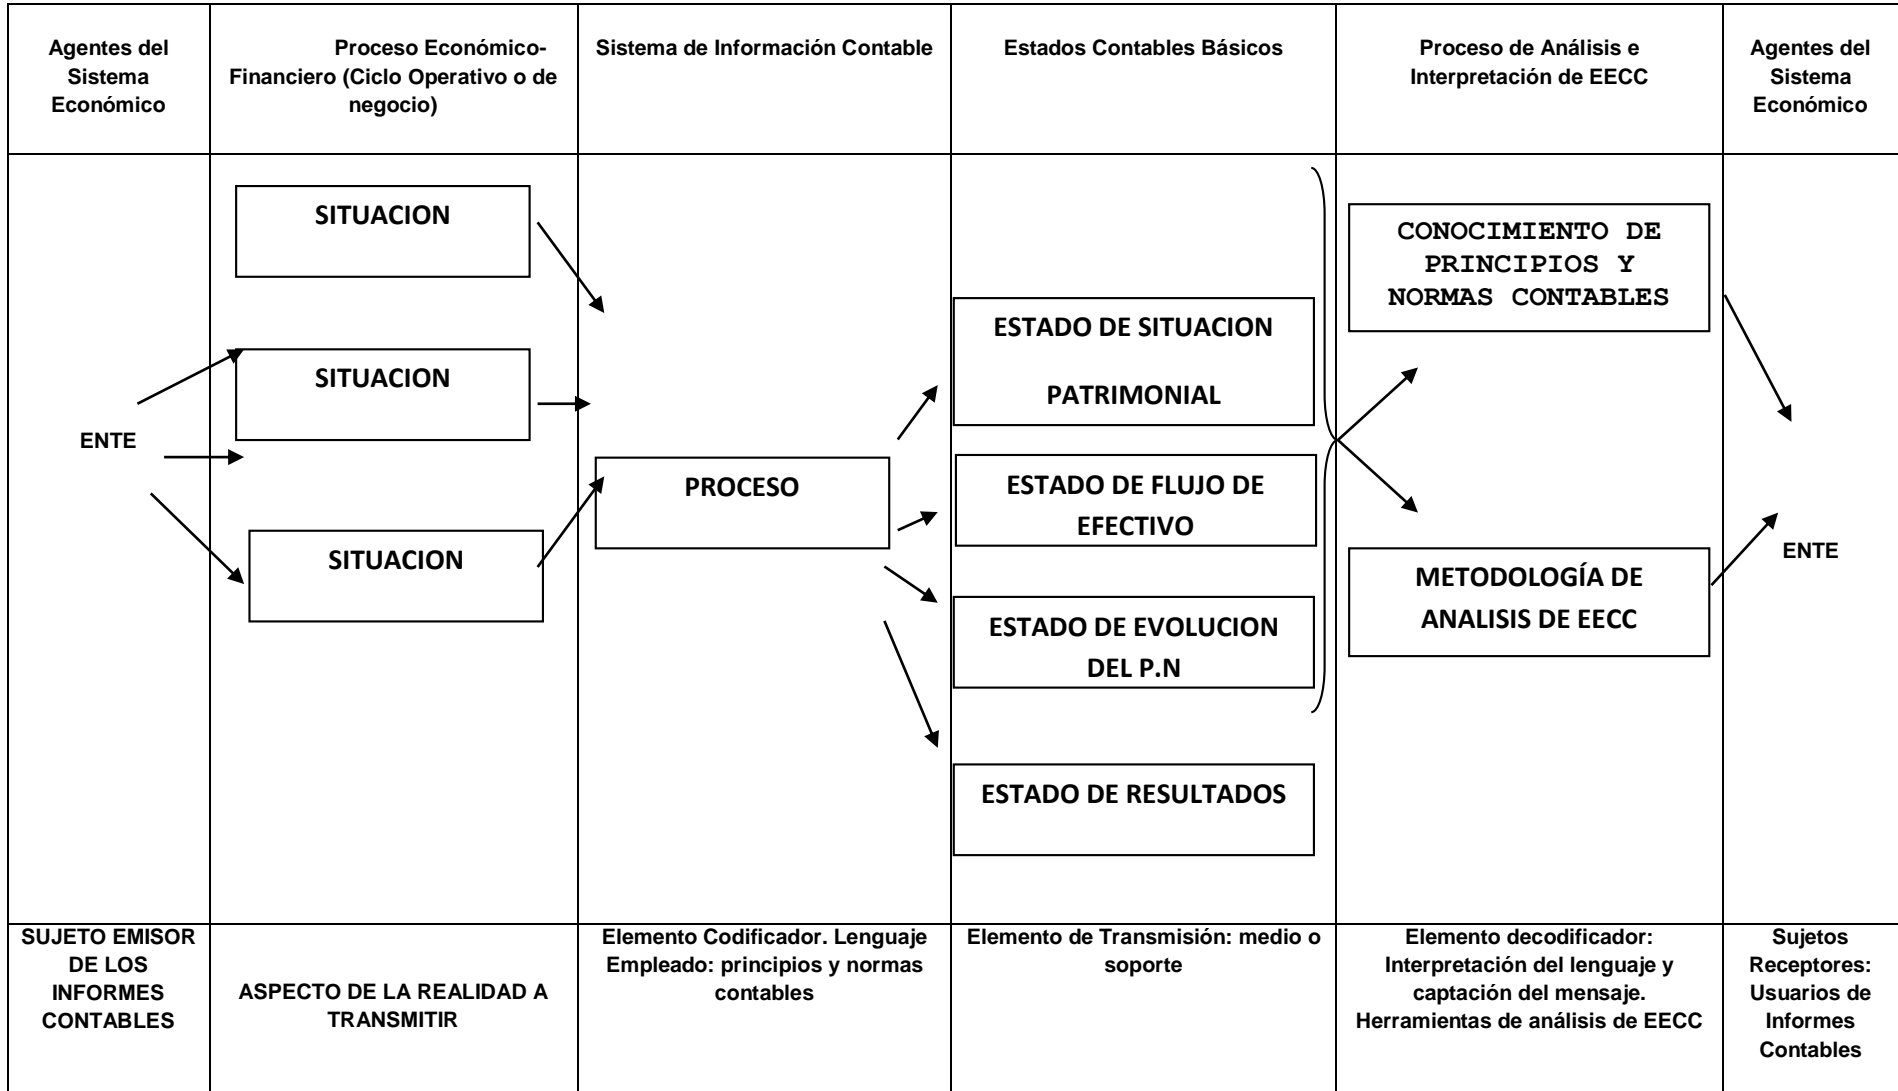 Agentes del
Sistema
Económico
Proceso Económico-
Financiero (Ciclo Operativo o de
negocio)
Sistema de Información Contable
Estados Contables Básicos
Proceso de Análisis e
Interpretación de EECC
Agentes del
Sistema
Económico
ENTE
SITUACION
SITUACION
SITUACION
PROCESO
ESTADO DE SITUACION
PATRIMONIAL
ESTADO DE FLUJO DE
EFECTIVO
ESTADO DE EVOLUCION
DEL P.N
ESTADO DE RESULTADOS
CONOCIMIENTO DE
PRINCIPIOS Y
NORMAS CONTABLES
METODOLOGÍA DE
ANALISIS DE EECC
ENTE
SUJETO EMISOR
DE LOS
INFORMES
CONTABLES
ASPECTO DE LA REALIDAD A
TRANSMITIR
Elemento Codificador. Lenguaje
Empleado: principios y normas
contables
Elemento de Transmisión: medio o
soporte
Elemento decodificador:
Interpretación del lenguaje y
captación del mensaje.
Herramientas de análisis de EECC
Sujetos
Receptores:
Usuarios de
Informes
Contables